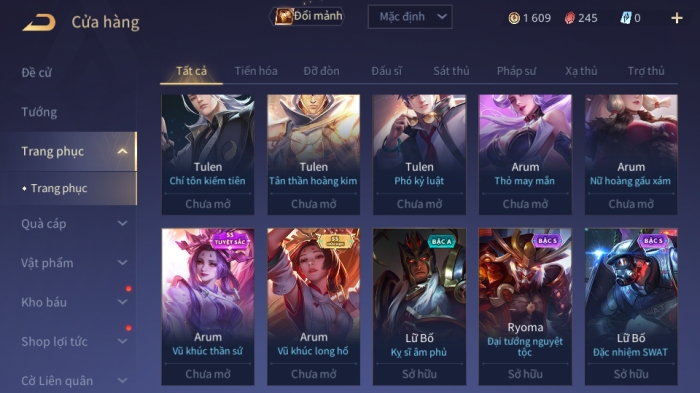 Cửa hàng
Đổi mảnh
Mặc định
1 609
245
0
Đề cử
Tướng
Trang phục
Trang phục
Quà cáp
Vật phẩm
Kho báu
Shop lợi tức
Cờ Liên quân
Tất cả Tiến hóa Đỡ đòn Đấu sĩ Sát thủ Pháp sư Xạ thủ Trợ thủ
Tulen
Chí tôn kiếm tiên
Chưa mở
Tulen
Tân thần hoàng kim
Chưa mở
Tulen
Phó kỷ luật
Chưa mở
Arum
Thỏ may mắn
Chưa mở
Arum
Nữ hoàng gấu xám
Chưa mở
SS
TUYỆT SẮC
Arum
Vũ khúc thần sứ
Chưa mở
SS
Arum
Vũ khúc long hổ
Chưa mở
BẬC A
Lữ Bố
Kỵ sĩ âm phủ
Sở hữu
BẬC S
Ryoma
Đại tướng nguyệt
tộc
Sở hữu
BẬC S
Lữ Bố
Đặc nhiệm SWAT
Sở hữu